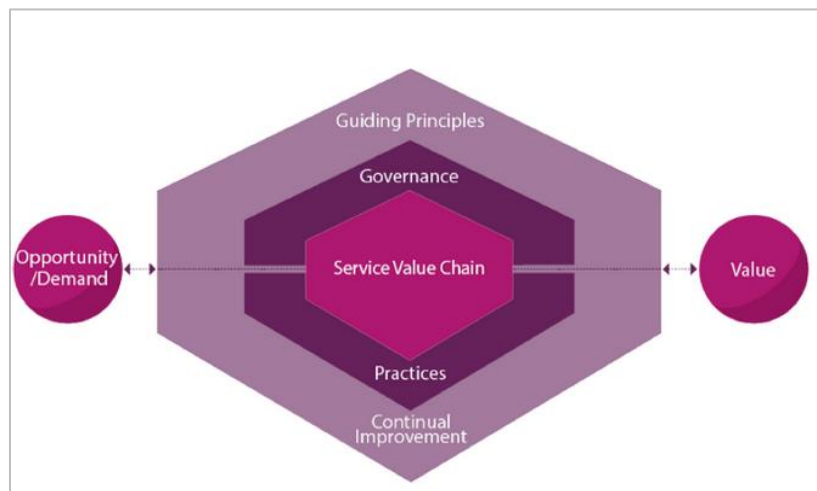 Guiding Principles
Governance
Opportunity
/Demand
Service Value Chain
Value
Practices
Continual
Improvement